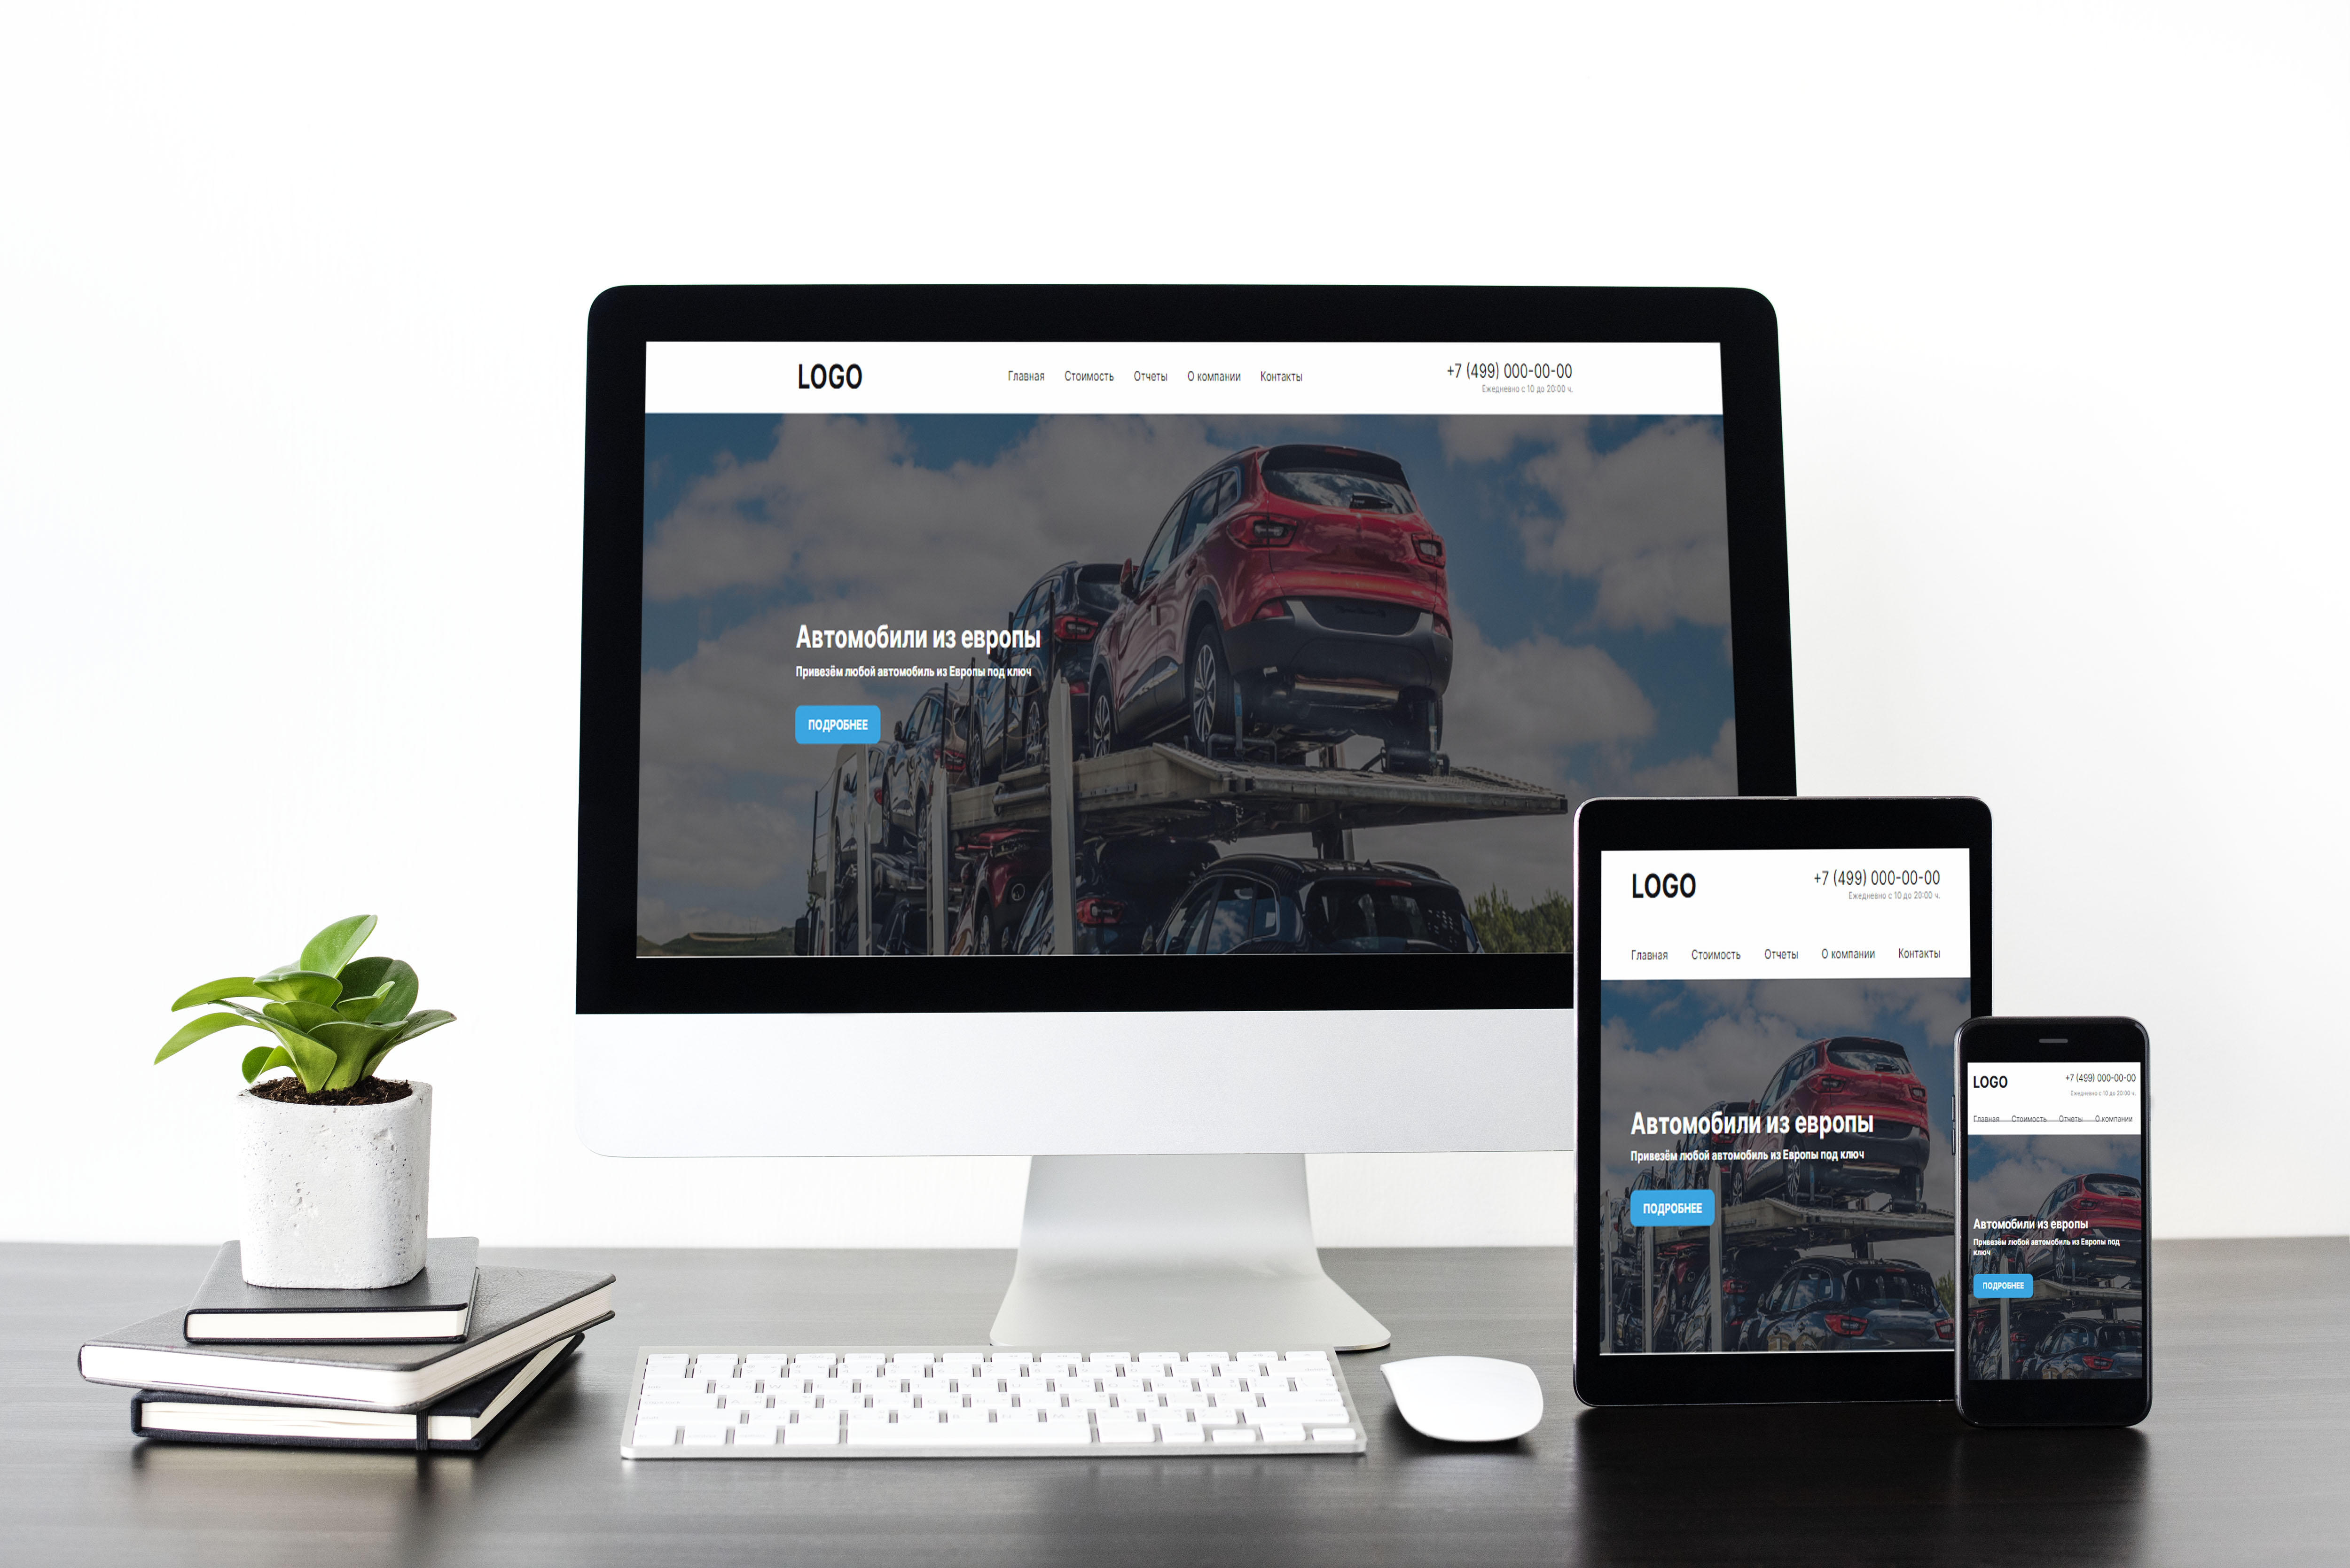 LOGO
Главная Стоимость Отчеты О компании Контакты
+7 (499) 000-00-00
Ежедневно с 10 до 20:00 ч.
Автомобили из европы
Привезём любой автомобиль из Европы под ключ
ПОДРОБНЕЕ
LOGO
+7 (499) 000-00-00
Ежедневно с 10 до 20:00 ч.
Главная Стоимость Отчеты О компании Контакты
Автомобили из европы
Привезём любой автомобиль из Европы под ключ
ПОДРОБНЕЕ
LOGO
+7 (499) 000-00-00
Ежедневно с 10 до 20:00 ч.
Главная Стоимость Отчеты О компании
Автомобили из европы
Привезём любой автомобиль из Европы под
ключ
ПОДРОБНЕЕ